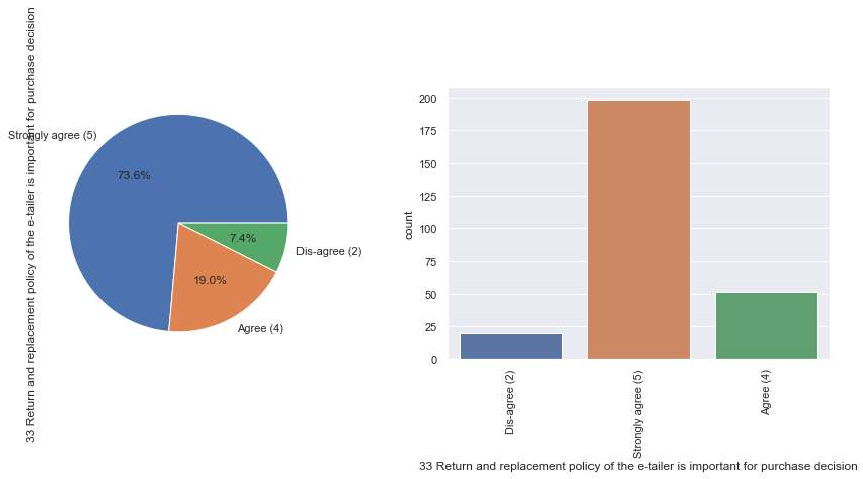 33 Return and replacement policy of the e-tailer is important for purchase decision
Strongly agree (5)
73.6%
7.4%
Dis-agree (2)
19.0%
Agree (4)
count
200
175
150
125
100
75
50
25
0
Dis-agree (2)
Strongly agree (5)
Agree (4)
33 Return and replacement policy of the e-tailer is important for purchase decision